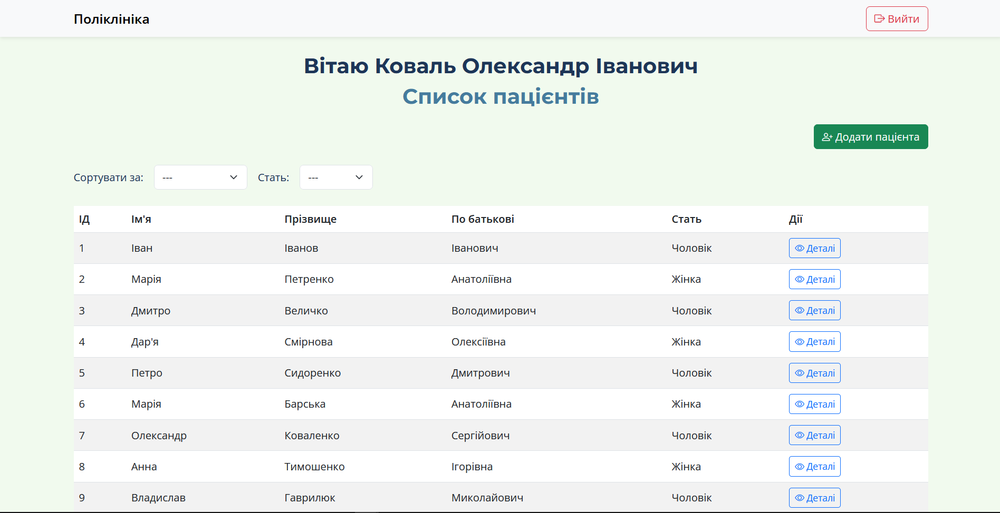 Поліклініка
Вийти
Вітаю Коваль Олександр Іванович
Список пацієнтів
Додати пацієнта
Сортувати за: --- Стать: ---
ІД Ім'я Прізвище По батькові Стать Дії
1 Іван Іванов Іванович Чоловік Деталі
2 Марія Петренко Анатоліївна Жінка Деталі
3 Дмитро Величко Володимирович Чоловік Деталі
4 Дар'я Смірнова Олексіївна Жінка Деталі
5 Петро Сидоренко Дмитрович Чоловік Деталі
6 Марія Барська Анатоліївна Жінка Деталі
7 Олександр Коваленко Сергійович Чоловік Деталі
8 Анна Тимошенко Ігорівна Жінка Деталі
9 Владислав Гаврилюк Миколайович Чоловік Деталі